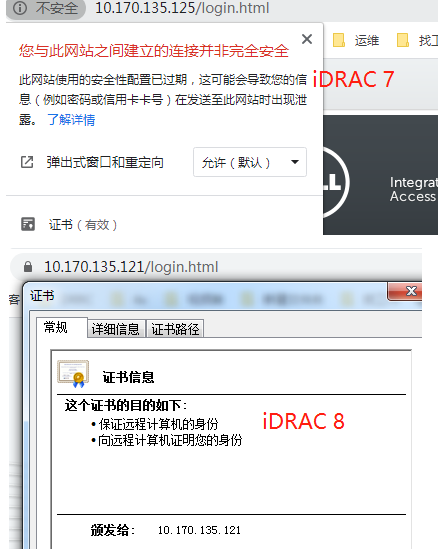 不安全 10.170.135.125/login.html
您与此网站之间建立的连接并非完全安全
运维 找
此网站使用的安全性配置已过期，这可能会导致您的信
息（例如密码或信用卡卡号）在发送至此网站时出现泄
露。 了解详情
iDRAC 7
弹出式窗口和重定向 允许（默认）
LL
Integrat
Access
证书（有效）
10.170.135.121/login.html
客
证书
常规 详细信息 证书路径
证书信息
这个证书的目的如下:
• 保证远程计算机的身份
• 向远程计算机证明您的身份
iDRAC 8
颁发给: 10.170.135.121